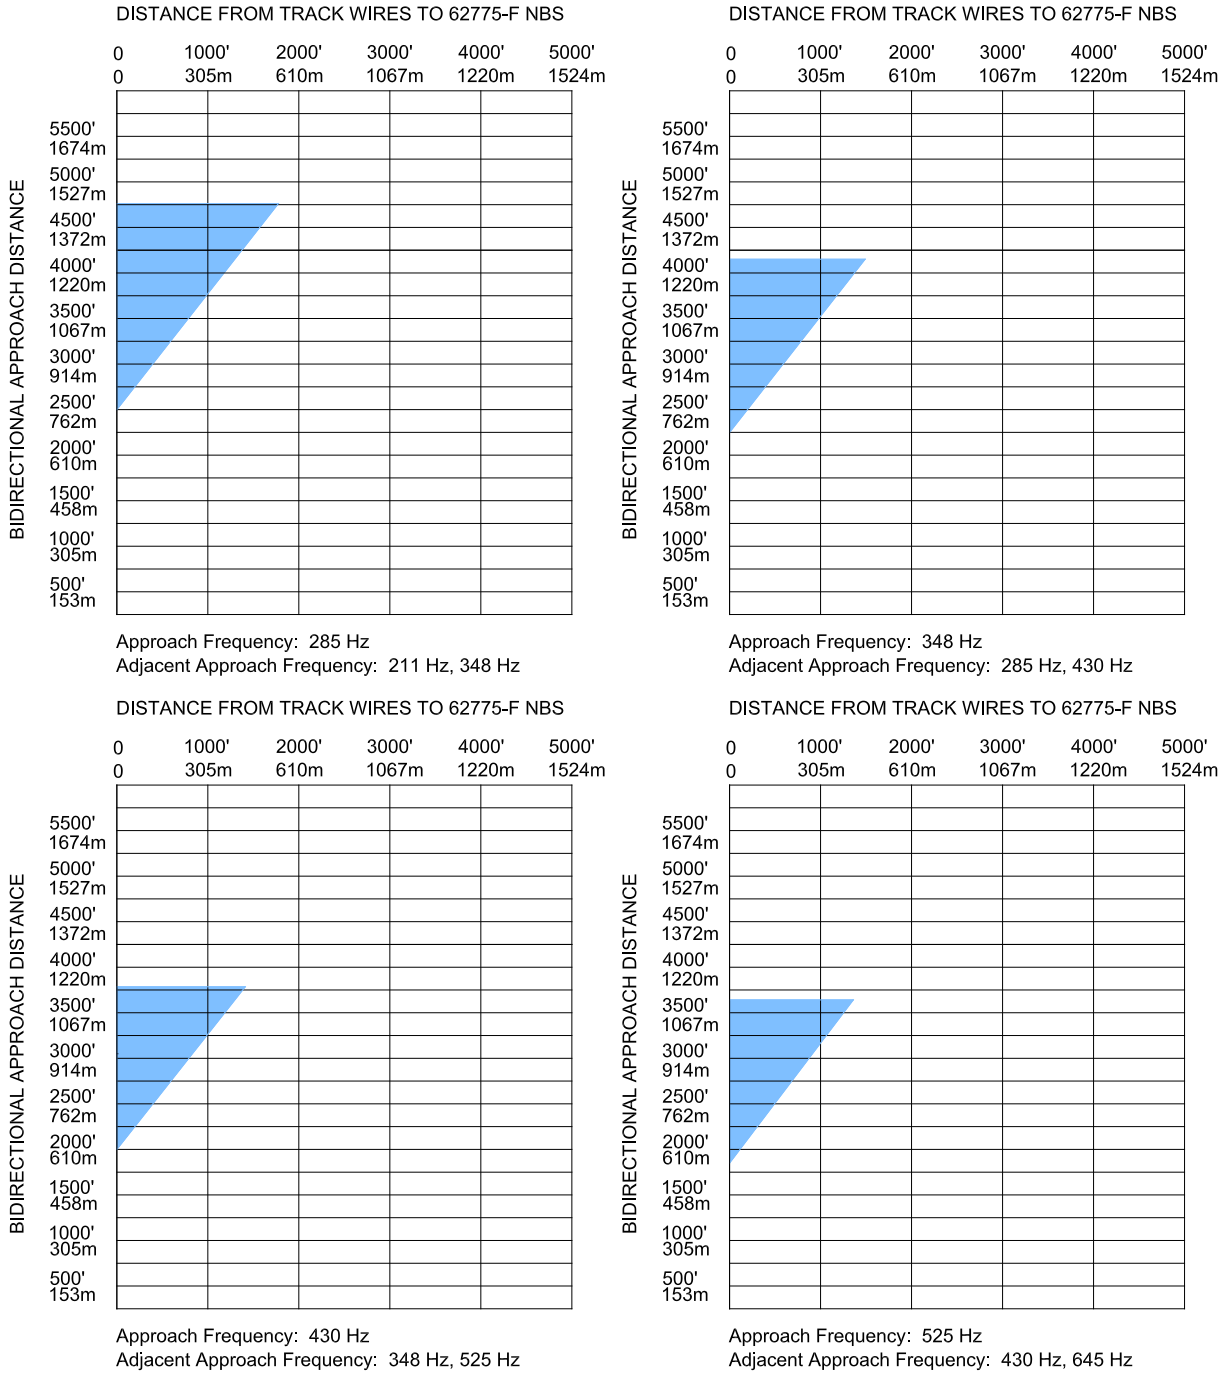 DISTANCE FROM TRACK WIRES TO 62775-F NBS
0 1000' 2000' 3000' 4000' 5000'
0 305m 610m 1067m 1220m 1524m
BIDIRECTIONAL APPROACH DISTANCE
5500'
1674m
5000'
1527m
4500'
1372m
4000'
1220m
3500'
1067m
3000'
914m
2500'
762m
2000'
610m
1500'
458m
1000'
305m
500'
153m
Approach Frequency: 285 Hz
Adjacent Approach Frequency: 211 Hz, 348 Hz
DISTANCE FROM TRACK WIRES TO 62775-F NBS
0 1000' 2000' 3000' 4000' 5000'
0 305m 610m 1067m 1220m 1524m
BIDIRECTIONAL APPROACH DISTANCE
5500'
1674m
5000'
1527m
4500'
1372m
4000'
1220m
3500'
1067m
3000'
914m
2500'
762m
2000'
610m
1500'
458m
1000'
305m
500'
153m
Approach Frequency: 348 Hz
Adjacent Approach Frequency: 285 Hz, 430 Hz
DISTANCE FROM TRACK WIRES TO 62775-F NBS
0 1000' 2000' 3000' 4000' 5000'
0 305m 610m 1067m 1220m 1524m
BIDIRECTIONAL APPROACH DISTANCE
5500'
1674m
5000'
1527m
4500'
1372m
4000'
1220m
3500'
1067m
3000'
914m
2500'
762m
2000'
610m
1500'
458m
1000'
305m
500'
153m
Approach Frequency: 430 Hz
Adjacent Approach Frequency: 348 Hz, 525 Hz
DISTANCE FROM TRACK WIRES TO 62775-F NBS
0 1000' 2000' 3000' 4000' 5000'
0 305m 610m 1067m 1220m 1524m
BIDIRECTIONAL APPROACH DISTANCE
5500'
1674m
5000'
1527m
4500'
1372m
4000'
1220m
3500'
1067m
3000'
914m
2500'
762m
2000'
610m
1500'
458m
1000'
305m
500'
153m
Approach Frequency: 525 Hz
Adjacent Approach Frequency: 430 Hz, 645 Hz